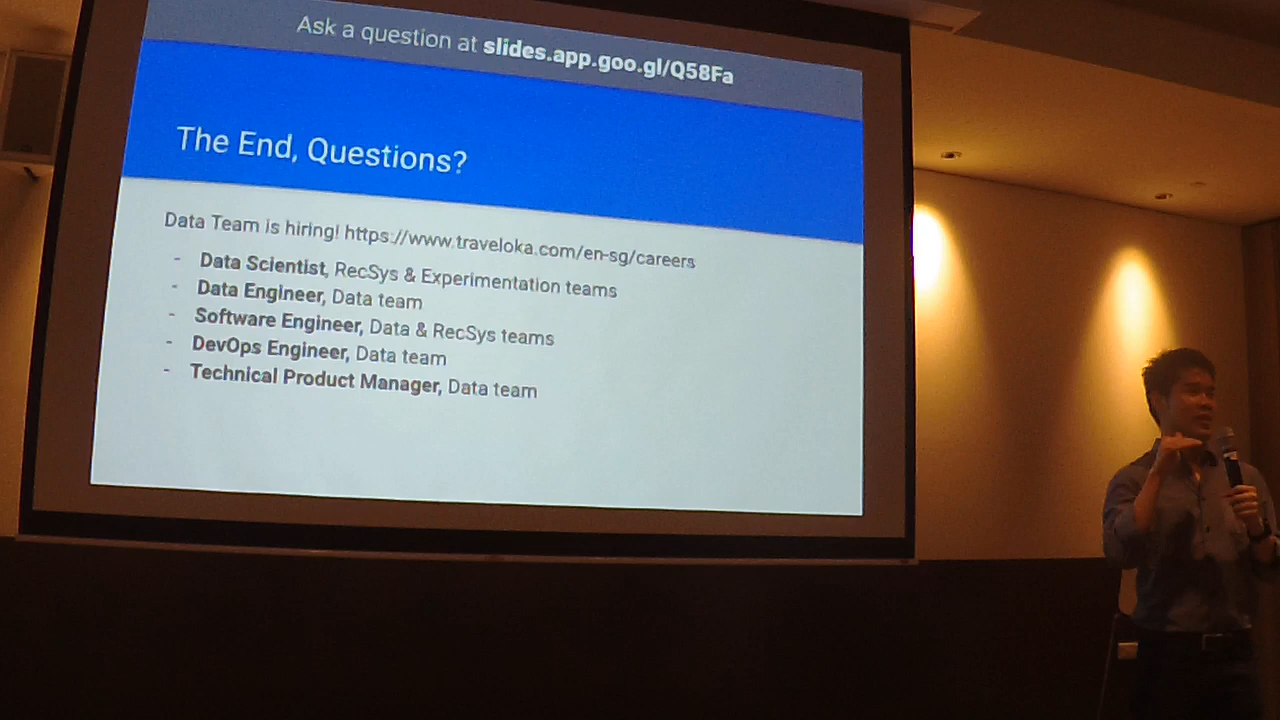 Ask a question at slides.app.goo.gl/Q58Fa
The End, Questions?
Data Team is hiring! https://www.traveloka.com/en-sg/careers
- Data Scientist, RecSys & Experimentation teams
- Data Engineer, Data team
- Software Engineer, Data & RecSys teams
- DevOps Engineer, Data team
- Technical Product Manager, Data team